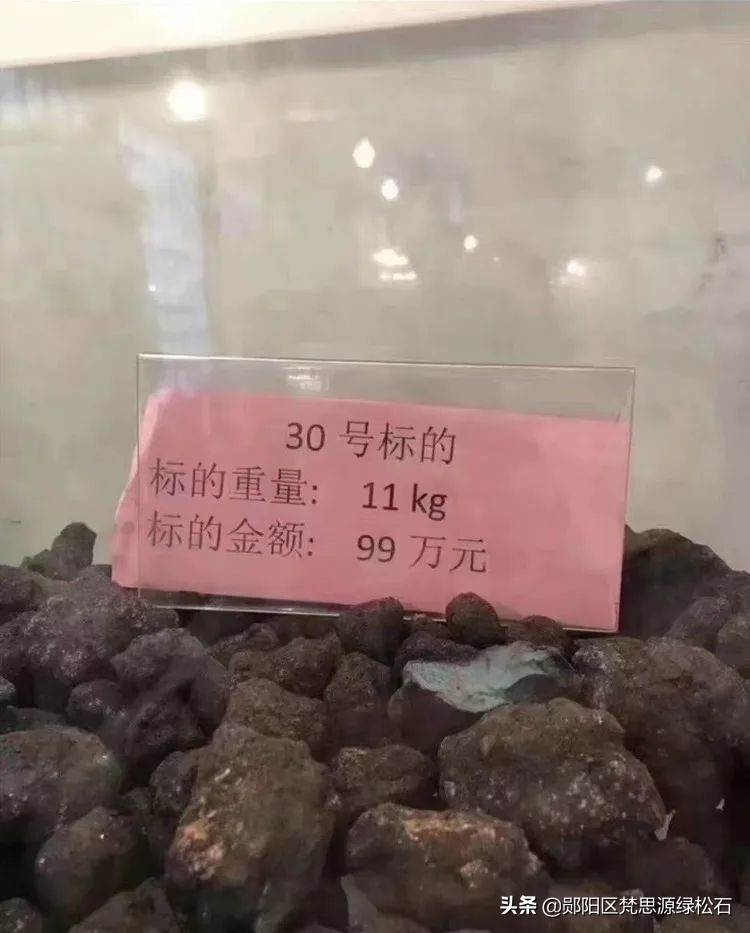 30 号标的
标的重量: 11 kg
标的金额: 99 万元
头条 @郧阳区梵思源绿松石